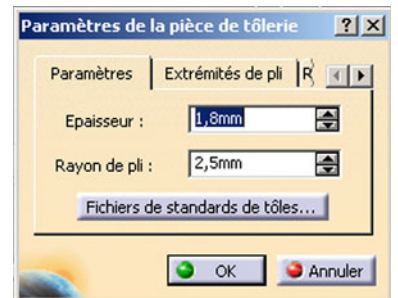 Paramètres de la pièce de tôlerie
Paramètres Extrémités de pli R
Epaisseur : 1,8mm
Rayon de pli : 2,5mm
Fichiers de standards de tôles...
OK Annuler